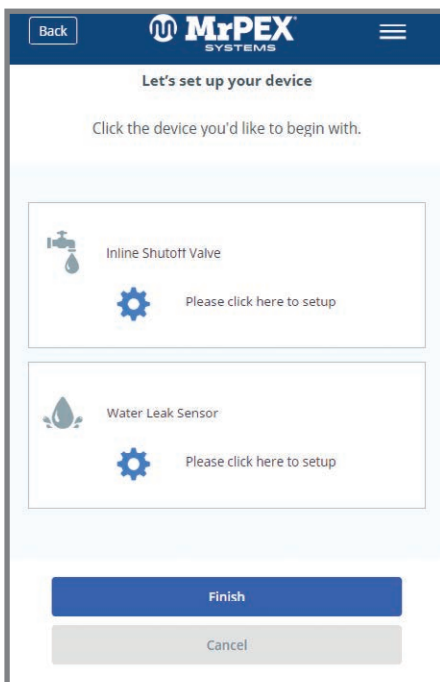 Back
MrPEX
SYSTEMS
Let's set up your device
Click the device you'd like to begin with.
Inline Shutoff Valve
Please click here to setup
Water Leak Sensor
Please click here to setup
Finish
Cancel